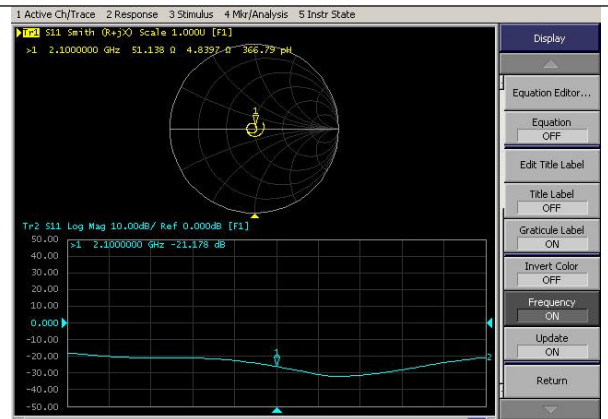 1 Active Ch/Trace 2 Response 3 Stimulus 4 Mkr/Analysis 5 Instr State
Tr1 S11 Smith (R+jX) Scale 1.000U [F1]
>1 2.1000000 GHz 51.138 Ω 4.8397 Ω 366.79 pH
1
Tr2 S11 Log Mag 10.00dB/ Ref 0.000dB [F1]
50.00
>1 2.1000000 GHz -21.178 dB
40.00
30.00
20.00
10.00
0.000
-10.00
-20.00
1
2
-30.00
-40.00
-50.00
Display
Equation Editor...
Equation
OFF
Edit Title Label
Title Label
OFF
Graticule Label
ON
Invert Color
OFF
Frequency
ON
Update
ON
Return